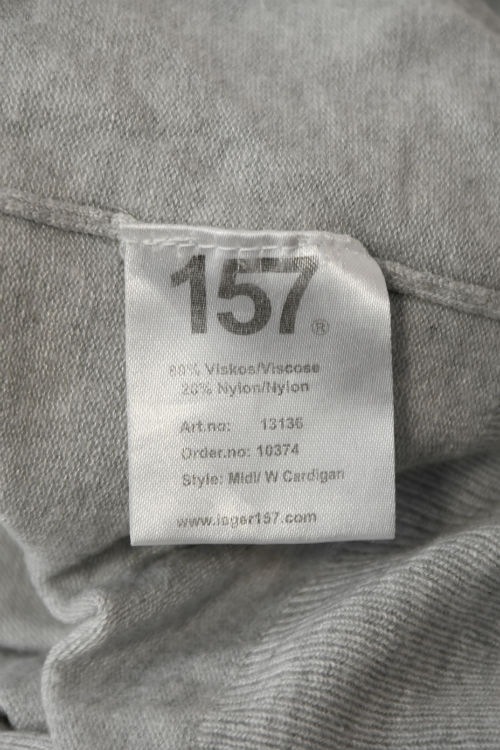 157®
80% Viskos/Viscose
20% Nylon/Nylon
Art.no: 13136
Order.no: 10374
Style: Midi/ W Cardigan
www.lager157.com